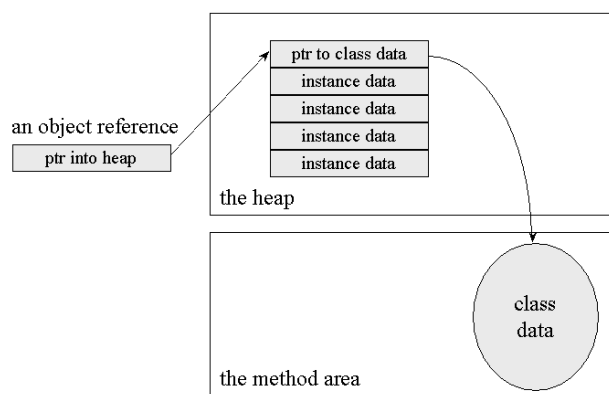 ptr to class data
instance data
instance data
instance data
instance data
an object reference
ptr into heap
the heap
class
data
the method area